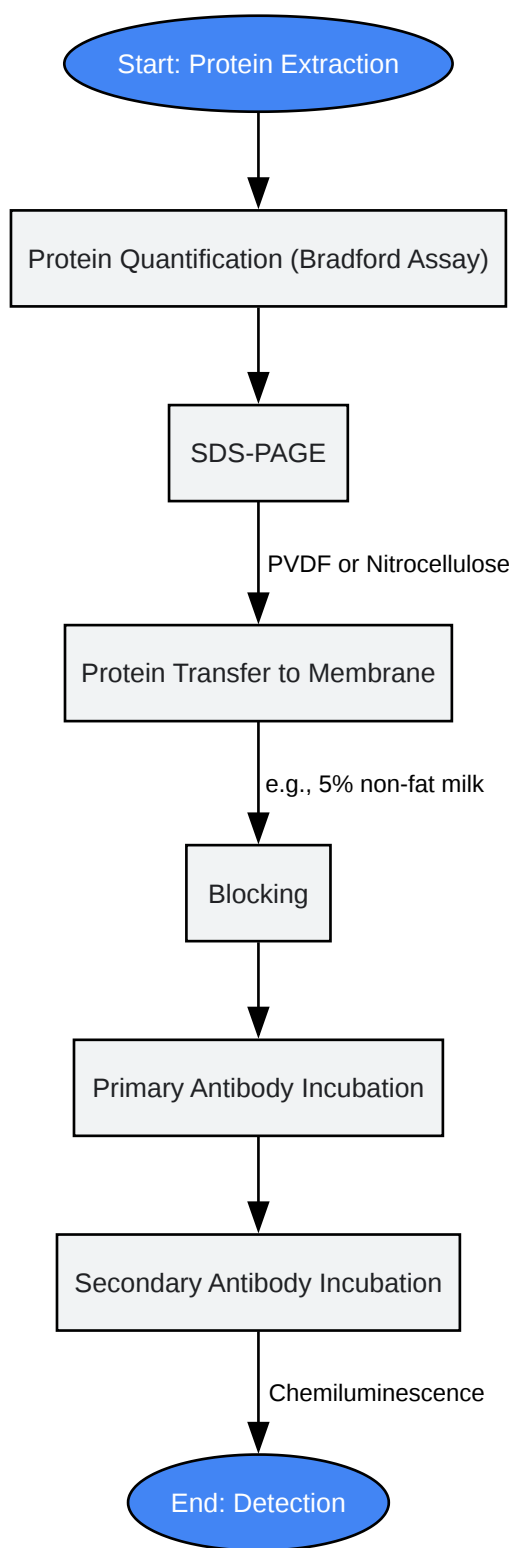 Start: Protein Extraction
Protein Quantification (Bradford Assay)
SDS-PAGE
PVDF or Nitrocellulose
Protein Transfer to Membrane
e.g., 5% non-fat milk
Blocking
Primary Antibody Incubation
Secondary Antibody Incubation
Chemiluminescence
End: Detection